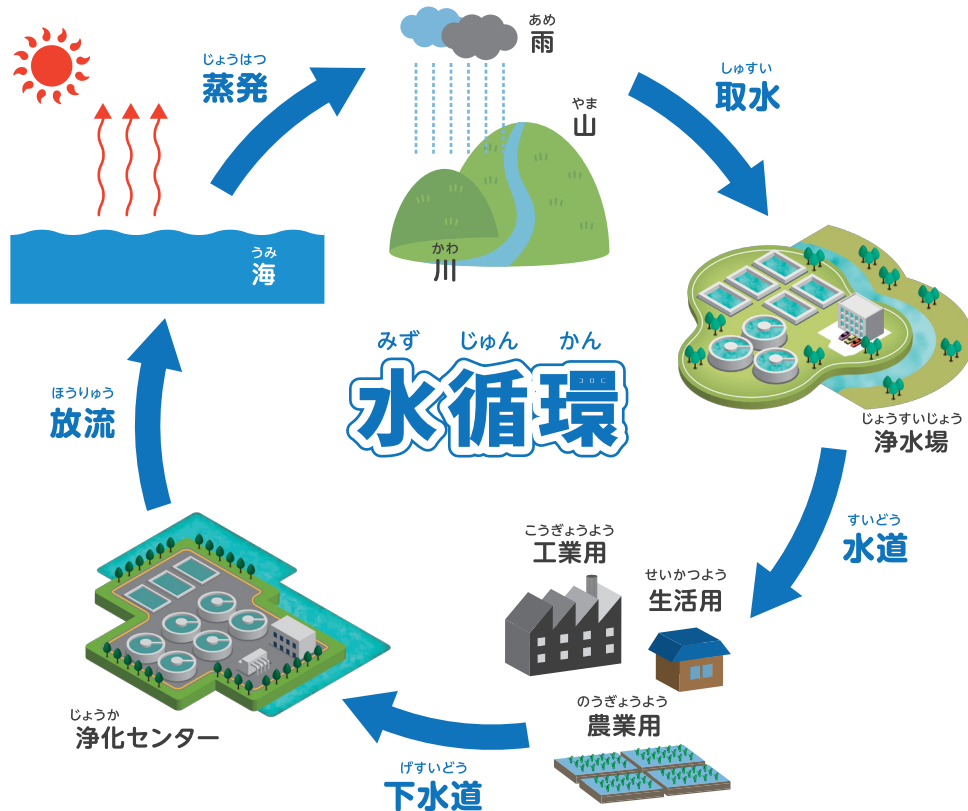 あめ
雨
じょうはつ
蒸発
しゅすい
取水
やま
山
かわ
川
うみ
海
みず じゅん かん
水循環
ほうりゅう
放流
じょうすいじょう
浄水場
すいどう
水道
こうぎょうよう
工業用
せいかつよう
生活用
のうぎょうよう
農業用
じょうか
浄化センター
げすいどう
下水道